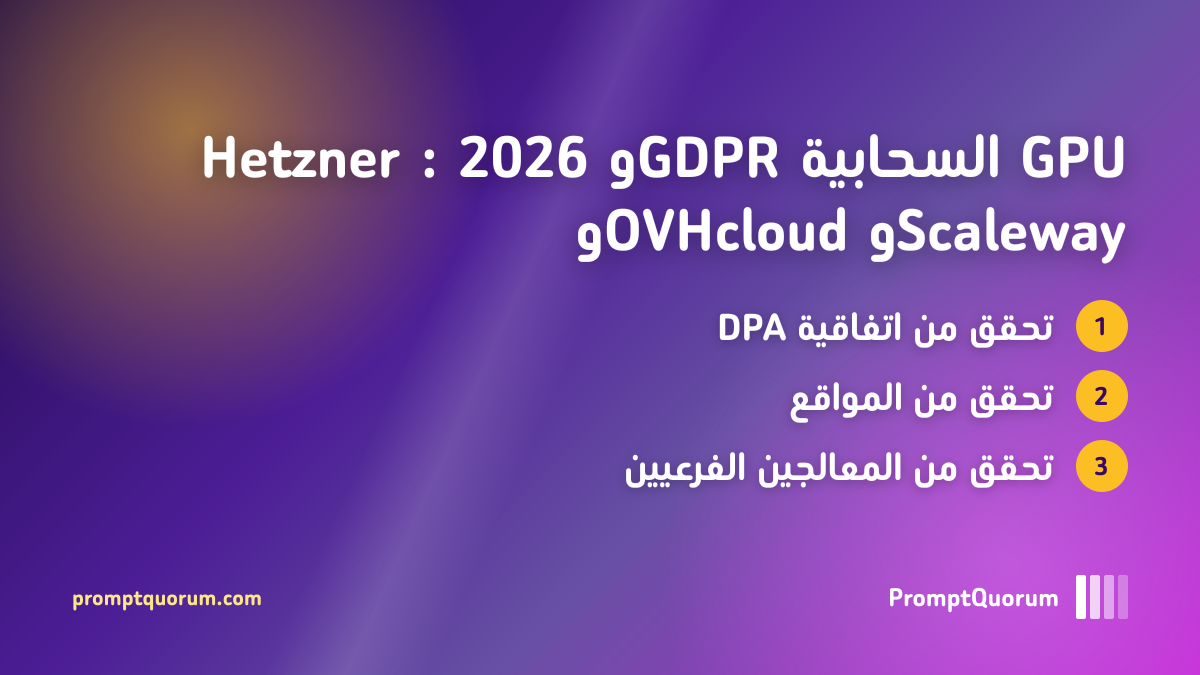 GPU السحابية GDPRو 2026 : Hetzner
Scalewayو OVHcloudو
1 تحقق من اتفاقية DPA
2 تحقق من المواقع
3 تحقق من المعالجين الفرعيين
PromptQuorum
promptquorum.com